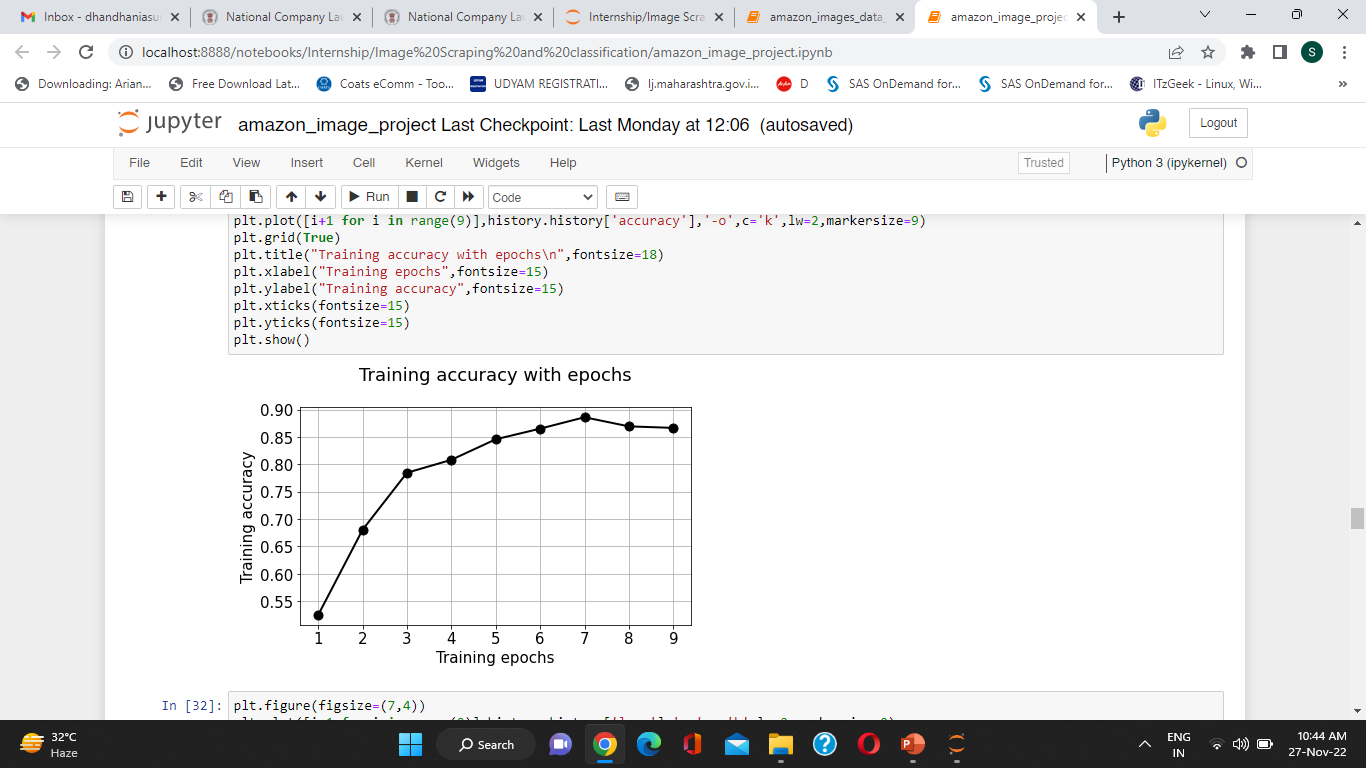 Inbox - dhandhaniasu
National Company La
National Company La
Internship/Image Scra
amazon_images_data_
amazon_image_projec
localhost:8888/notebooks/Internship/Image%20Scraping%20and%20classification/amazon_image_project.ipynb
S
Downloading: Arian...
Free Download Lat...
Coats eComm - Too...
UDYAM REGISTRATI...
lj.maharashtra.gov.i...
D
SAS OnDemand for...
SAS OnDemand for...
ITzGeek - Linux, Wi...
»
jupyter
amazon_image_project Last Checkpoint: Last Monday at 12:06 (autosaved)
Logout
File Edit View Insert Cell Kernel Widgets Help
Trusted
Python 3 (ipykernel)
Run
Code
plt.plot([i+1 for i in range(9)],history.history['accuracy'],'-o',c='k',lw=2,markersize=9)
plt.grid(True)
plt.title("Training accuracy with epochs\n",fontsize=18)
plt.xlabel("Training epochs",fontsize=15)
plt.ylabel("Training accuracy",fontsize=15)
plt.xticks(fontsize=15)
plt.yticks(fontsize=15)
plt.show()
Training accuracy with epochs
Training accuracy
0.90
0.85
0.80
0.75
0.70
0.65
0.60
0.55
1 2 3 4 5 6 7 8 9
Training epochs
In [32]:
plt.figure(figsize=(7,4))
32°C
Haze
Search
ENG
IN
10:44 AM
27-Nov-22